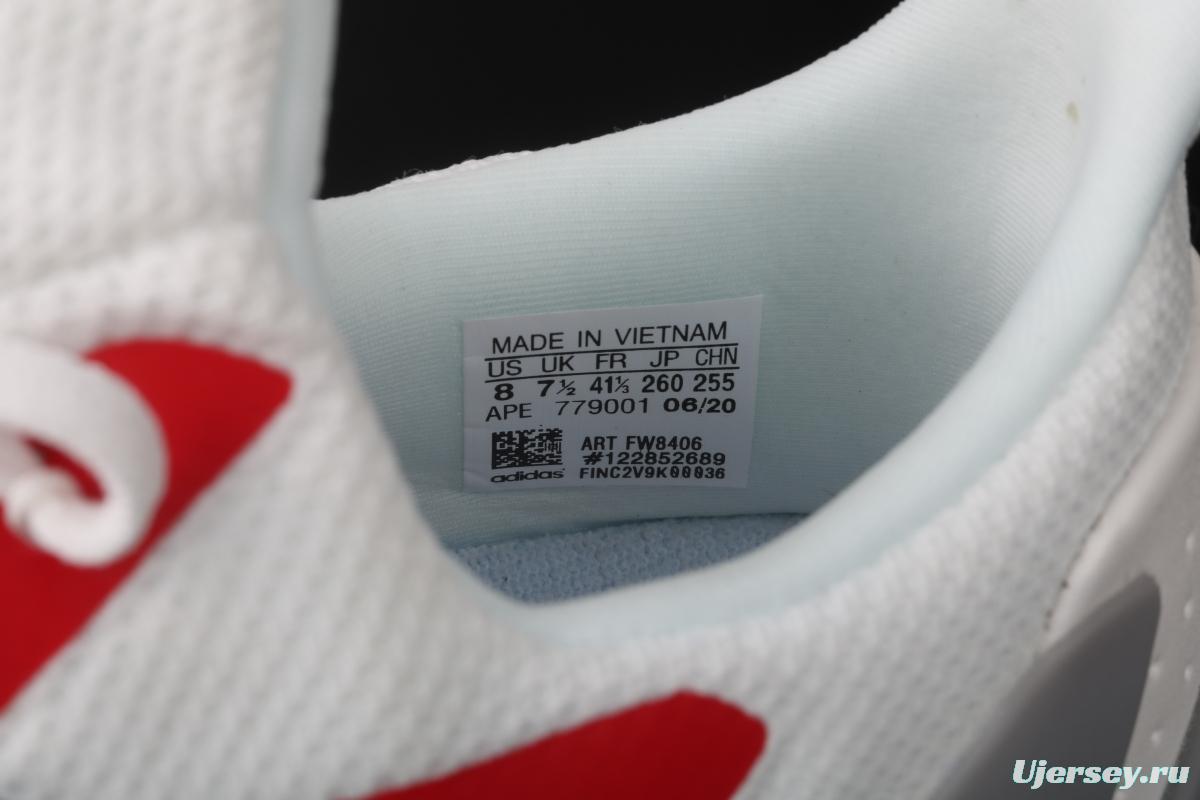 MADE IN VIETNAM
US UK FR JP CHN
8 7½ 41⅓ 260 255
APE 779001 06/20
ART FW8406
#122852689
adidas FINC2V9K00036
Ujersey.ru